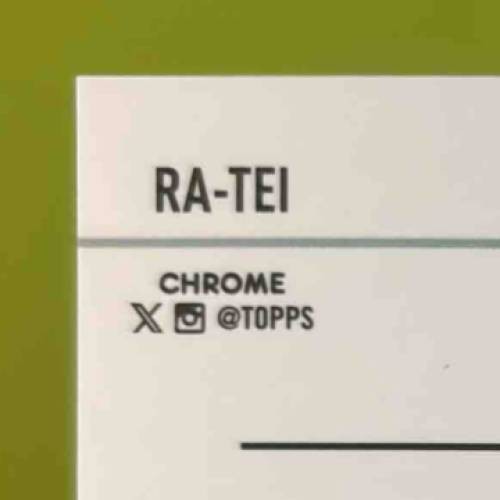 RA-TEI
CHROME
X @TOPPS